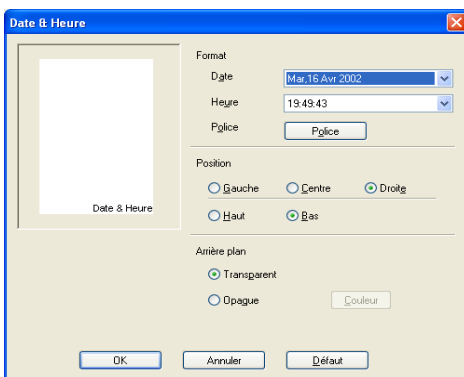 Date & Heure
Date & Heure
Format
Date Mar,16 Avr 2002
Heure 19:49:43
Police Police
Position
Gauche Centre Droite
Haut Bas
Arrière plan
Transparent
Opaque Couleur
OK Annuler Défaut